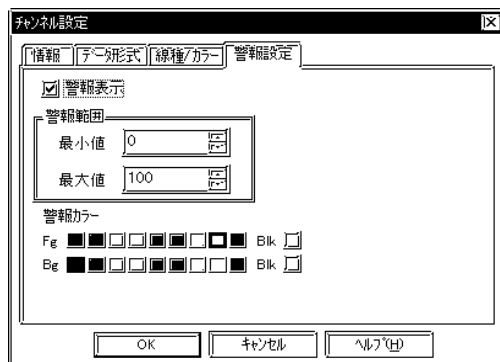 チャンネル設定
情報 データ形式 線種/カラー 警報設定
警報表示
警報範囲
最小値 0
最大値 100
警報カラー
Fg Blk
Bg Blk
OK キャンセル ヘルプ(H)